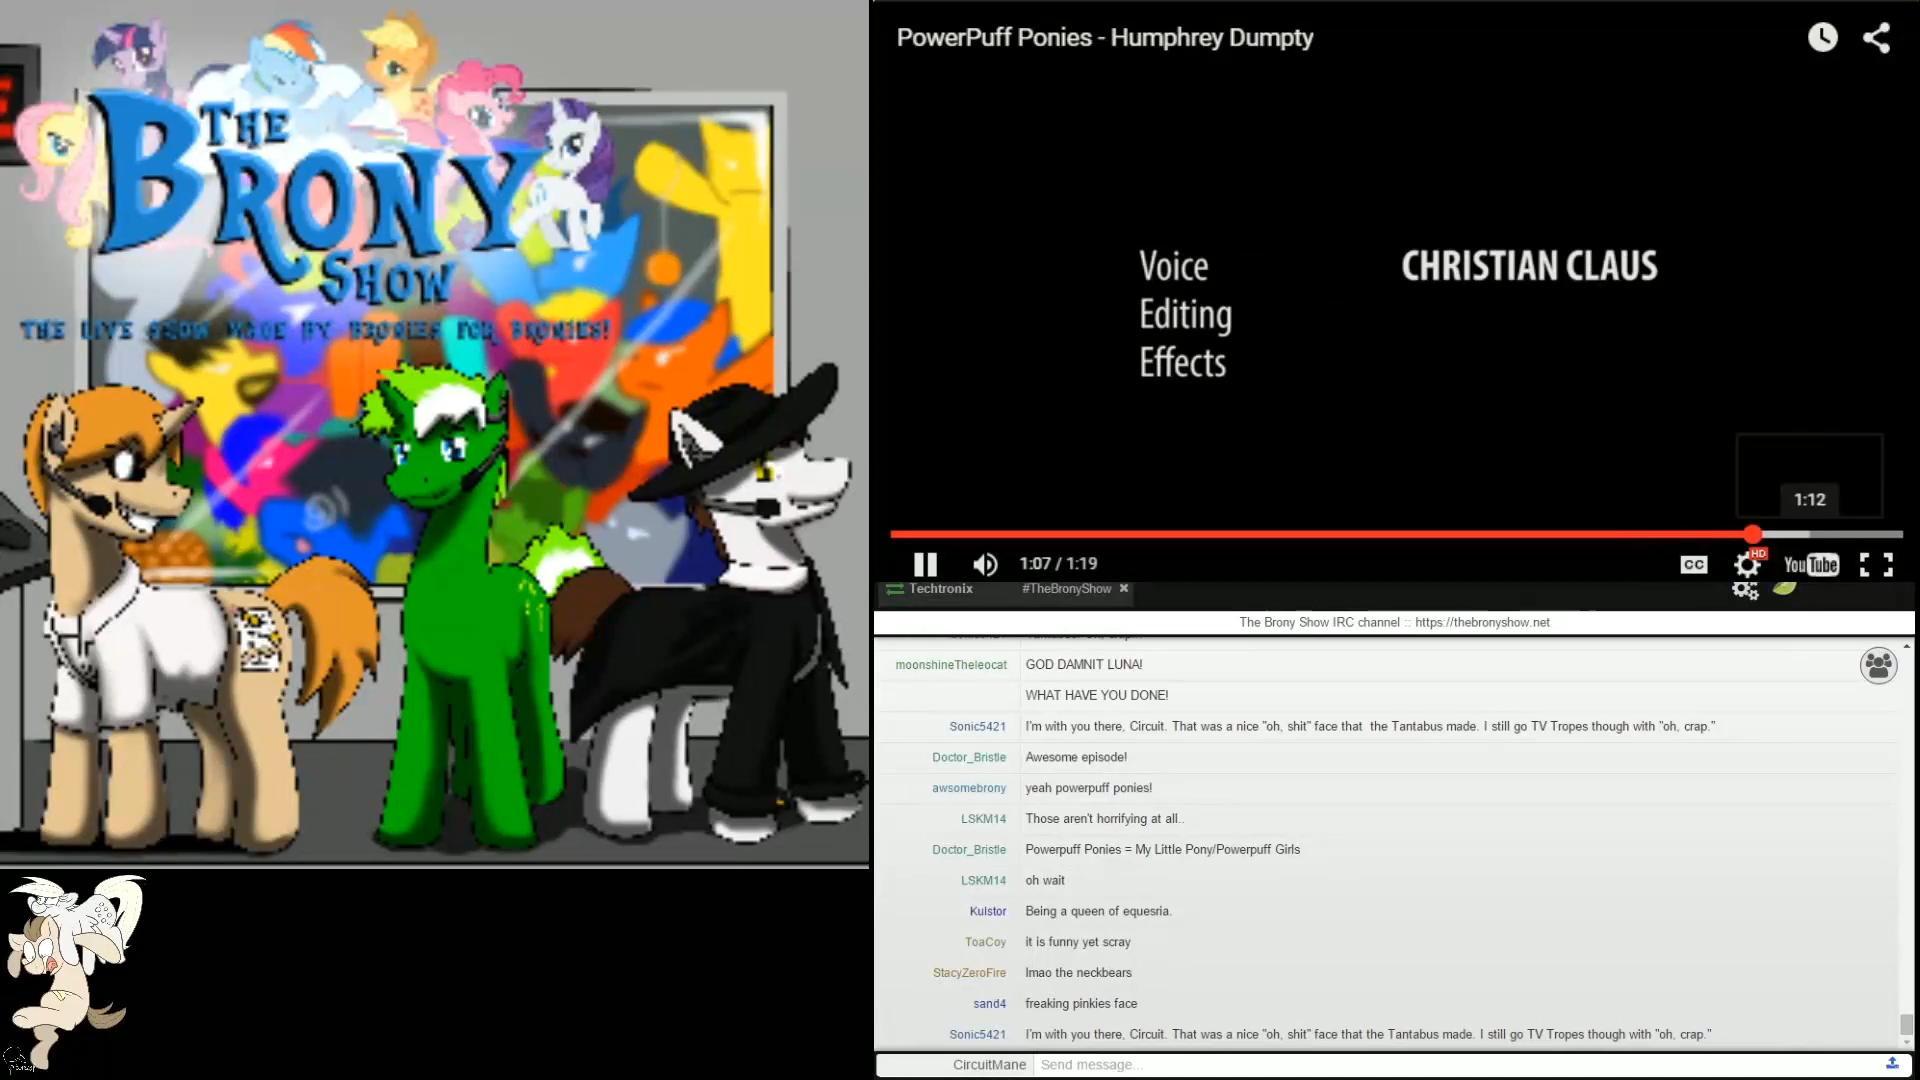 THE
BRONY
SHOW
THE LIVE SHOW MADE BY BRONIES FOR BRONIES!
PowerPuff Ponies - Humphrey Dumpty
Voice CHRISTIAN CLAUS
Editing
Effects
1:12
1:07 / 1:19
CC
HD
YouTube
Techtronix #TheBronyShow ×
The Brony Show IRC channel :: https://thebronyshow.net
moonshineTheleocat GOD DAMNIT LUNA!
WHAT HAVE YOU DONE!
Sonic5421 I'm with you there, Circuit. That was a nice "oh, shit" face that the Tantabus made. I still go TV Tropes though with "oh, crap."
Doctor_Bristle Awesome episode!
awsomebrony yeah powerpuff ponies!
LSKM14 Those aren't horrifying at all..
Doctor_Bristle Powerpuff Ponies = My Little Pony/Powerpuff Girls
LSKM14 oh wait
Kulstor Being a queen of equesria.
ToaCoy it is funny yet scray
StacyZeroFire lmao the neckbears
sand4 freaking pinkies face
Sonic5421 I'm with you there, Circuit. That was a nice "oh, shit" face that the Tantabus made. I still go TV Tropes though with "oh, crap."
CircuitMane Send message...